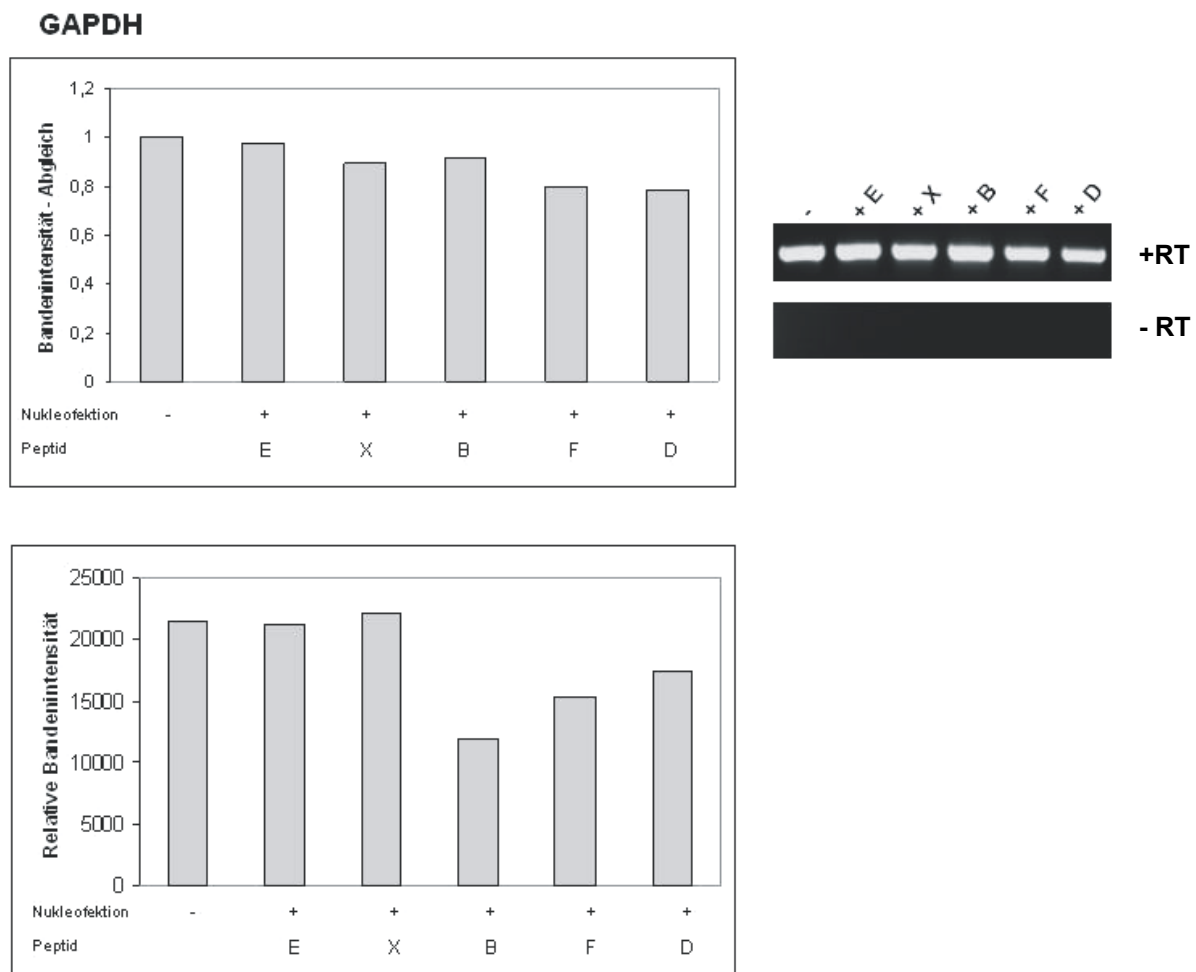 GAPDH
Bandenintensität - Abgleich
1,2
1
0,8
0,6
0,4
0,2
0
Nukleofektion - + + + + +
Peptid E X B F D
- + E + X + B + F + D
+RT
- RT
Relative Bandenintensität
25000
20000
15000
10000
5000
0
Nukleofektion - + + + + +
Peptid E X B F D